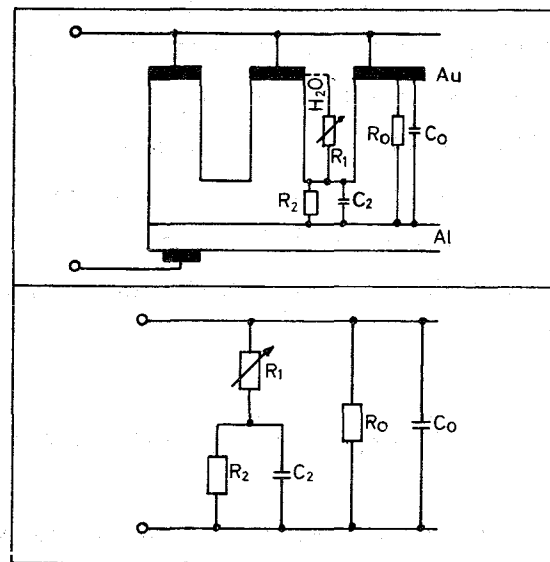 Au
H₂O
R₁
R₀
C₀
R₂
C₂
Al
R₁
R₂
C₂
R₀
C₀